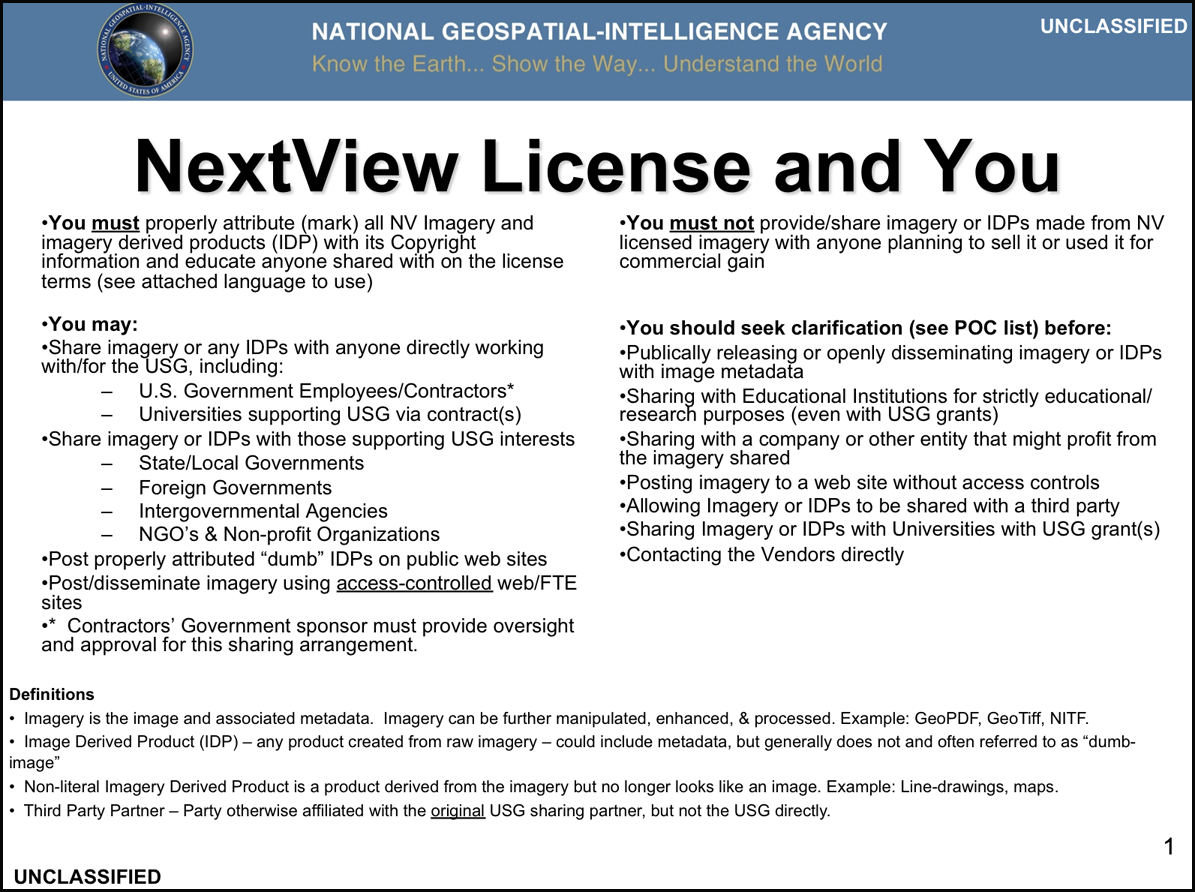 NATIONAL GEOSPATIAL-INTELLIGENCE AGENCY
UNITED STATES OF AMERICA
NATIONAL GEOSPATIAL-INTELLIGENCE AGENCY
Know the Earth... Show the Way... Understand the World
UNCLASSIFIED
NextView License and You
•You must properly attribute (mark) all NV Imagery and
imagery derived products (IDP) with its Copyright
information and educate anyone shared with on the license
terms (see attached language to use)
•You may:
•Share imagery or any IDPs with anyone directly working
with/for the USG, including:
– U.S. Government Employees/Contractors*
– Universities supporting USG via contract(s)
•Share imagery or IDPs with those supporting USG interests
– State/Local Governments
– Foreign Governments
– Intergovernmental Agencies
– NGO’s & Non-profit Organizations
•Post properly attributed “dumb” IDPs on public web sites
•Post/disseminate imagery using access-controlled web/FTE
sites
•* Contractors’ Government sponsor must provide oversight
and approval for this sharing arrangement.
•You must not provide/share imagery or IDPs made from NV
licensed imagery with anyone planning to sell it or used it for
commercial gain
•You should seek clarification (see POC list) before:
•Publically releasing or openly disseminating imagery or IDPs
with image metadata
•Sharing with Educational Institutions for strictly educational/
research purposes (even with USG grants)
•Sharing with a company or other entity that might profit from
the imagery shared
•Posting imagery to a web site without access controls
•Allowing Imagery or IDPs to be shared with a third party
•Sharing Imagery or IDPs with Universities with USG grant(s)
•Contacting the Vendors directly
Definitions
• Imagery is the image and associated metadata. Imagery can be further manipulated, enhanced, & processed. Example: GeoPDF, GeoTiff, NITF.
• Image Derived Product (IDP) – any product created from raw imagery – could include metadata, but generally does not and often referred to as “dumb-
image”
• Non-literal Imagery Derived Product is a product derived from the imagery but no longer looks like an image. Example: Line-drawings, maps.
• Third Party Partner – Party otherwise affiliated with the original USG sharing partner, but not the USG directly.
1
UNCLASSIFIED